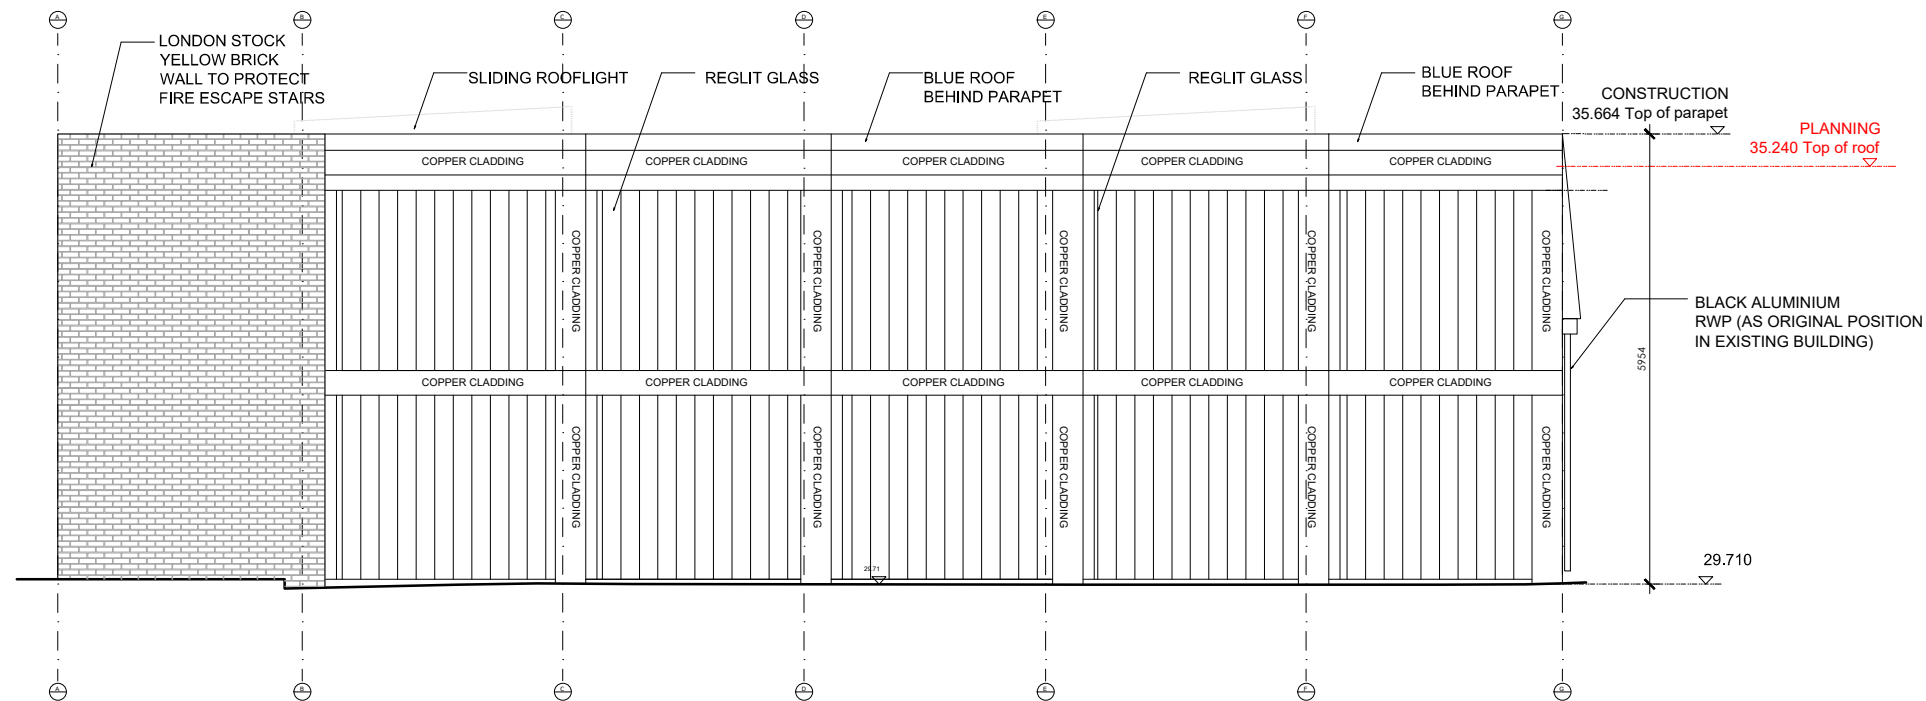 A
B
C
D
E
F
G
LONDON STOCK
YELLOW BRICK
WALL TO PROTECT
FIRE ESCAPE STAIRS
SLIDING ROOFLIGHT
REGLIT GLASS
BLUE ROOF
BEHIND PARAPET
REGLIT GLASS
BLUE ROOF
BEHIND PARAPET
CONSTRUCTION
35.664 Top of parapet
PLANNING
35.240 Top of roof
COPPER CLADDING
COPPER CLADDING
COPPER CLADDING
COPPER CLADDING
COPPER CLADDING
COPPER CLADDING
COPPER CLADDING
COPPER CLADDING
COPPER CLADDING
COPPER CLADDING
BLACK ALUMINIUM
RWP (AS ORIGINAL POSITION
IN EXISTING BUILDING)
5954
COPPER CLADDING
COPPER CLADDING
COPPER CLADDING
COPPER CLADDING
COPPER CLADDING
COPPER CLADDING
COPPER CLADDING
COPPER CLADDING
COPPER CLADDING
COPPER CLADDING
29.71
29.710
A
B
C
D
E
F
G